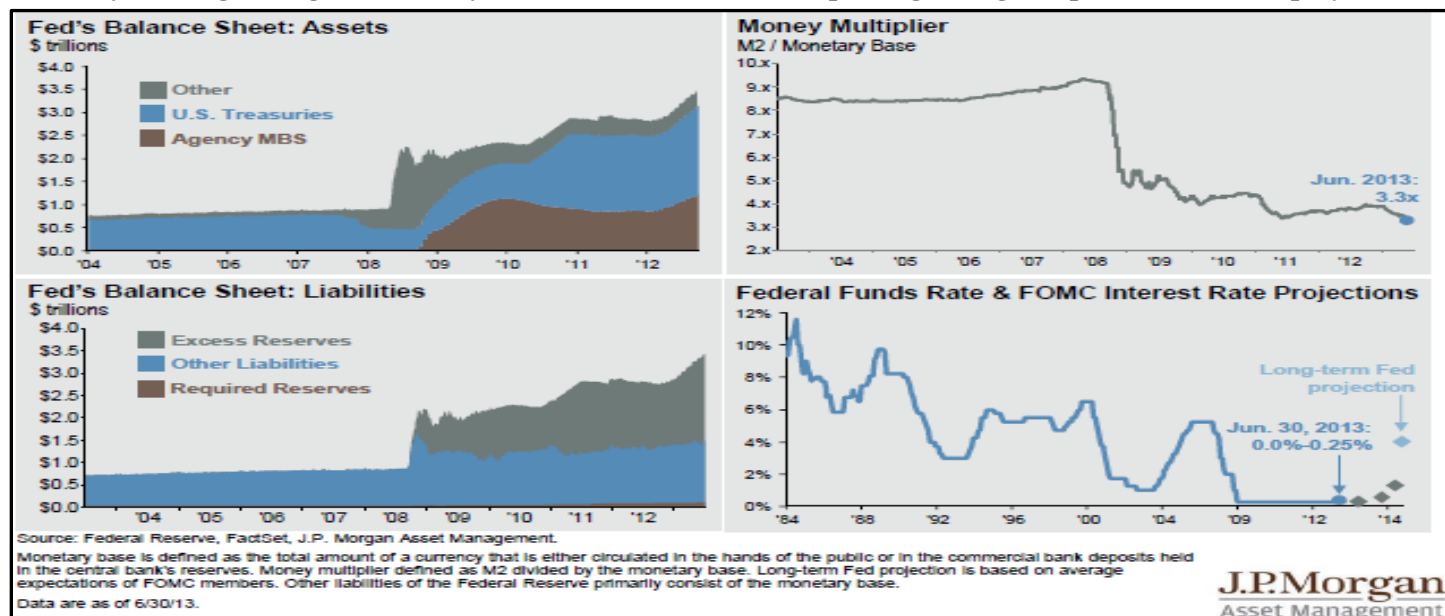 Fed's Balance Sheet: Assets
$ trillions
$4.0
$3.5
$3.0
$2.5
$2.0
$1.5
$1.0
$0.5
$0.0
Other
U.S. Treasuries
Agency MBS
'04 '05 '06 '07 '08 '09 '10 '11 '12
Money Multiplier
M2 / Monetary Base
10.x
9.x
8.x
7.x
6.x
5.x
4.x
3.x
2.x
Jun. 2013:
3.3x
'04 '05 '06 '07 '08 '09 '10 '11 '12
Fed's Balance Sheet: Liabilities
$ trillions
$4.0
$3.5
$3.0
$2.5
$2.0
$1.5
$1.0
$0.5
$0.0
Excess Reserves
Other Liabilities
Required Reserves
'04 '05 '06 '07 '08 '09 '10 '11 '12
Federal Funds Rate & FOMC Interest Rate Projections
12%
10%
8%
6%
4%
2%
0%
Long-term Fed
projection
Jun. 30, 2013:
0.0%-0.25%
'84 '88 '92 '96 '00 '04 '09 '12 '14
Source: Federal Reserve, FactSet, J.P. Morgan Asset Management.
Monetary base is defined as the total amount of a currency that is either circulated in the hands of the public or in the commercial bank deposits held
in the central bank's reserves. Money multiplier defined as M2 divided by the monetary base. Long-term Fed projection is based on average
expectations of FOMC members. Other liabilities of the Federal Reserve primarily consist of the monetary base.
Data are as of 6/30/13.
J.P.Morgan
Asset Management